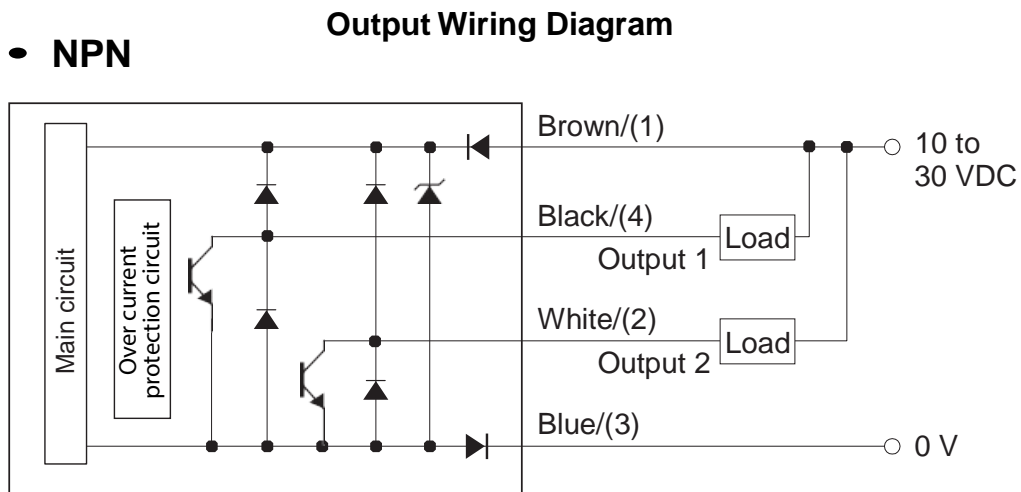 Output Wiring Diagram
• NPN
Main circuit
Over current
protection circuit
Brown/(1)
10 to
30 VDC
Black/(4)
Load
Output 1
White/(2)
Load
Output 2
Blue/(3)
0 V